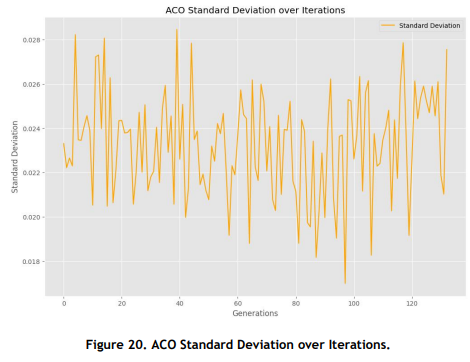 ACO Standard Deviation over Iterations
Standard Deviation
0.028
0.026
0.024
0.022
0.020
0.018
Standard Deviation
0
20
40
60
80
100
120
Generations
Figure 20. ACO Standard Deviation over Iterations.